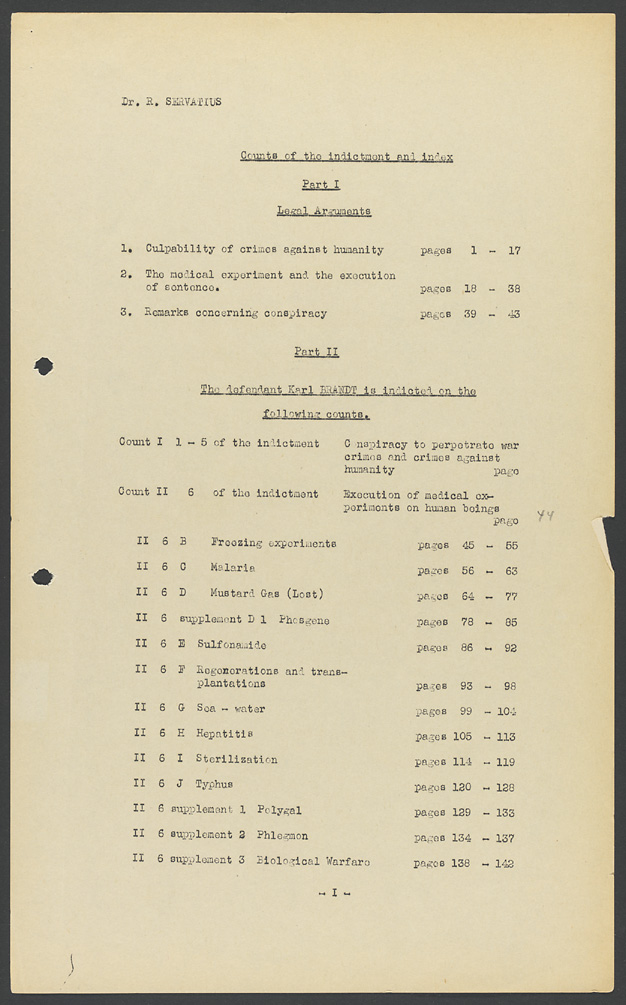 Dr. R. SERVATIUS
Counts of the indictment and index
Part I
Legal Arguments
1. Culpability of crimes against humanity pages 1 - 17
2. The medical experiment and the execution
of sentence. pages 18 - 38
3. Remarks concerning conspiracy pages 39 - 43
Part II
The defendant Karl BRANDT is indicted on the
following counts.
Count I 1 - 5 of the indictment C nspiracy to perpetrate war
crimes and crimes against
humanity page
Count II 6 of the indictment Execution of medical ex-
periments on human beings
page 44
II 6 B Freezing experiments pages 45 - 55
II 6 C Malaria pages 56 - 63
II 6 D Mustard Gas (Lost) pages 64 - 77
II 6 supplement D 1 Phosgene pages 78 - 85
II 6 E Sulfonamide pages 86 - 92
II 6 F Regenerations and trans-
plantations pages 93 - 98
II 6 G Sea - water pages 99 - 104
II 6 H Hepatitis pages 105 - 113
II 6 I Sterilization pages 114 - 119
II 6 J Typhus pages 120 - 128
II 6 supplement 1 Polygal pages 129 - 133
II 6 supplement 2 Phlegmon pages 134 - 137
II 6 supplement 3 Biological Warfare pages 138 - 142
- I -